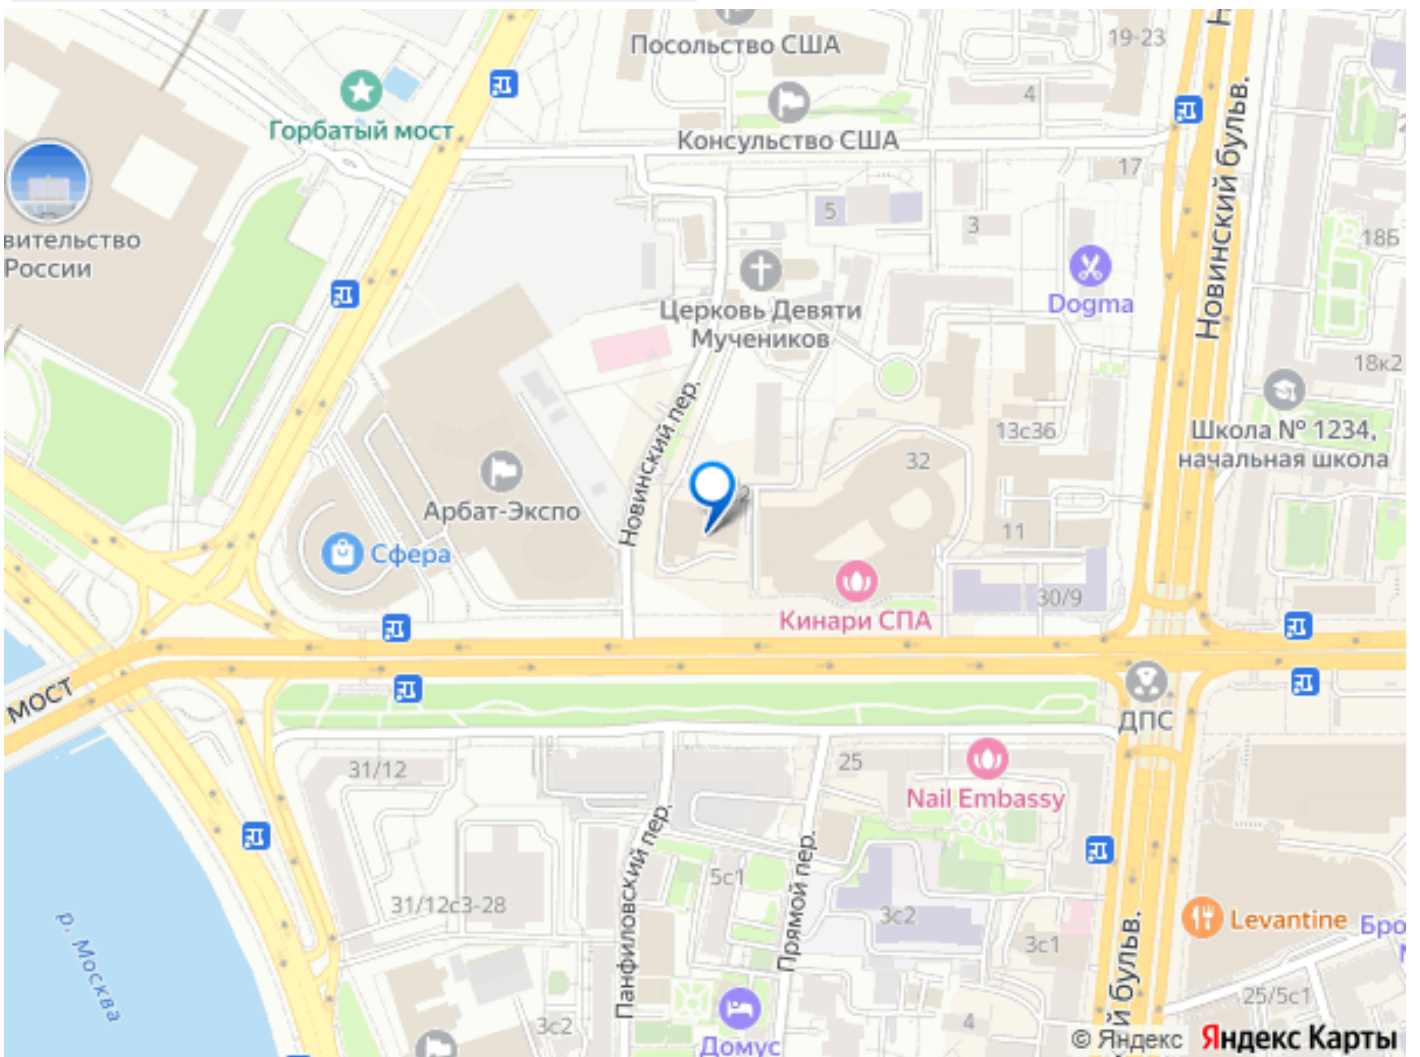 Посольство США
19-23
Н
4
Горбатый мост
Консульство США
17
Новинский бульв.
5
3
18Б
вительство
России
Dogma
Церковь Девяти
Мучеников
18к2
Новинский пер.
13с36
Школа № 1234,
начальная школа
32
2
Арбат-Экспо
11
Сфера
30/9
Кинари СПА
мост
ДПС
31/12
25
Nail Embassy
Панфиловский пер.
Прямой пер.
5с1
31/12с3-28
3с2
3с1
Levantine
Бро
р. Москва
й бульв.
25/5с1
3с2
4
Домус
© Яндекс Яндекс Карты